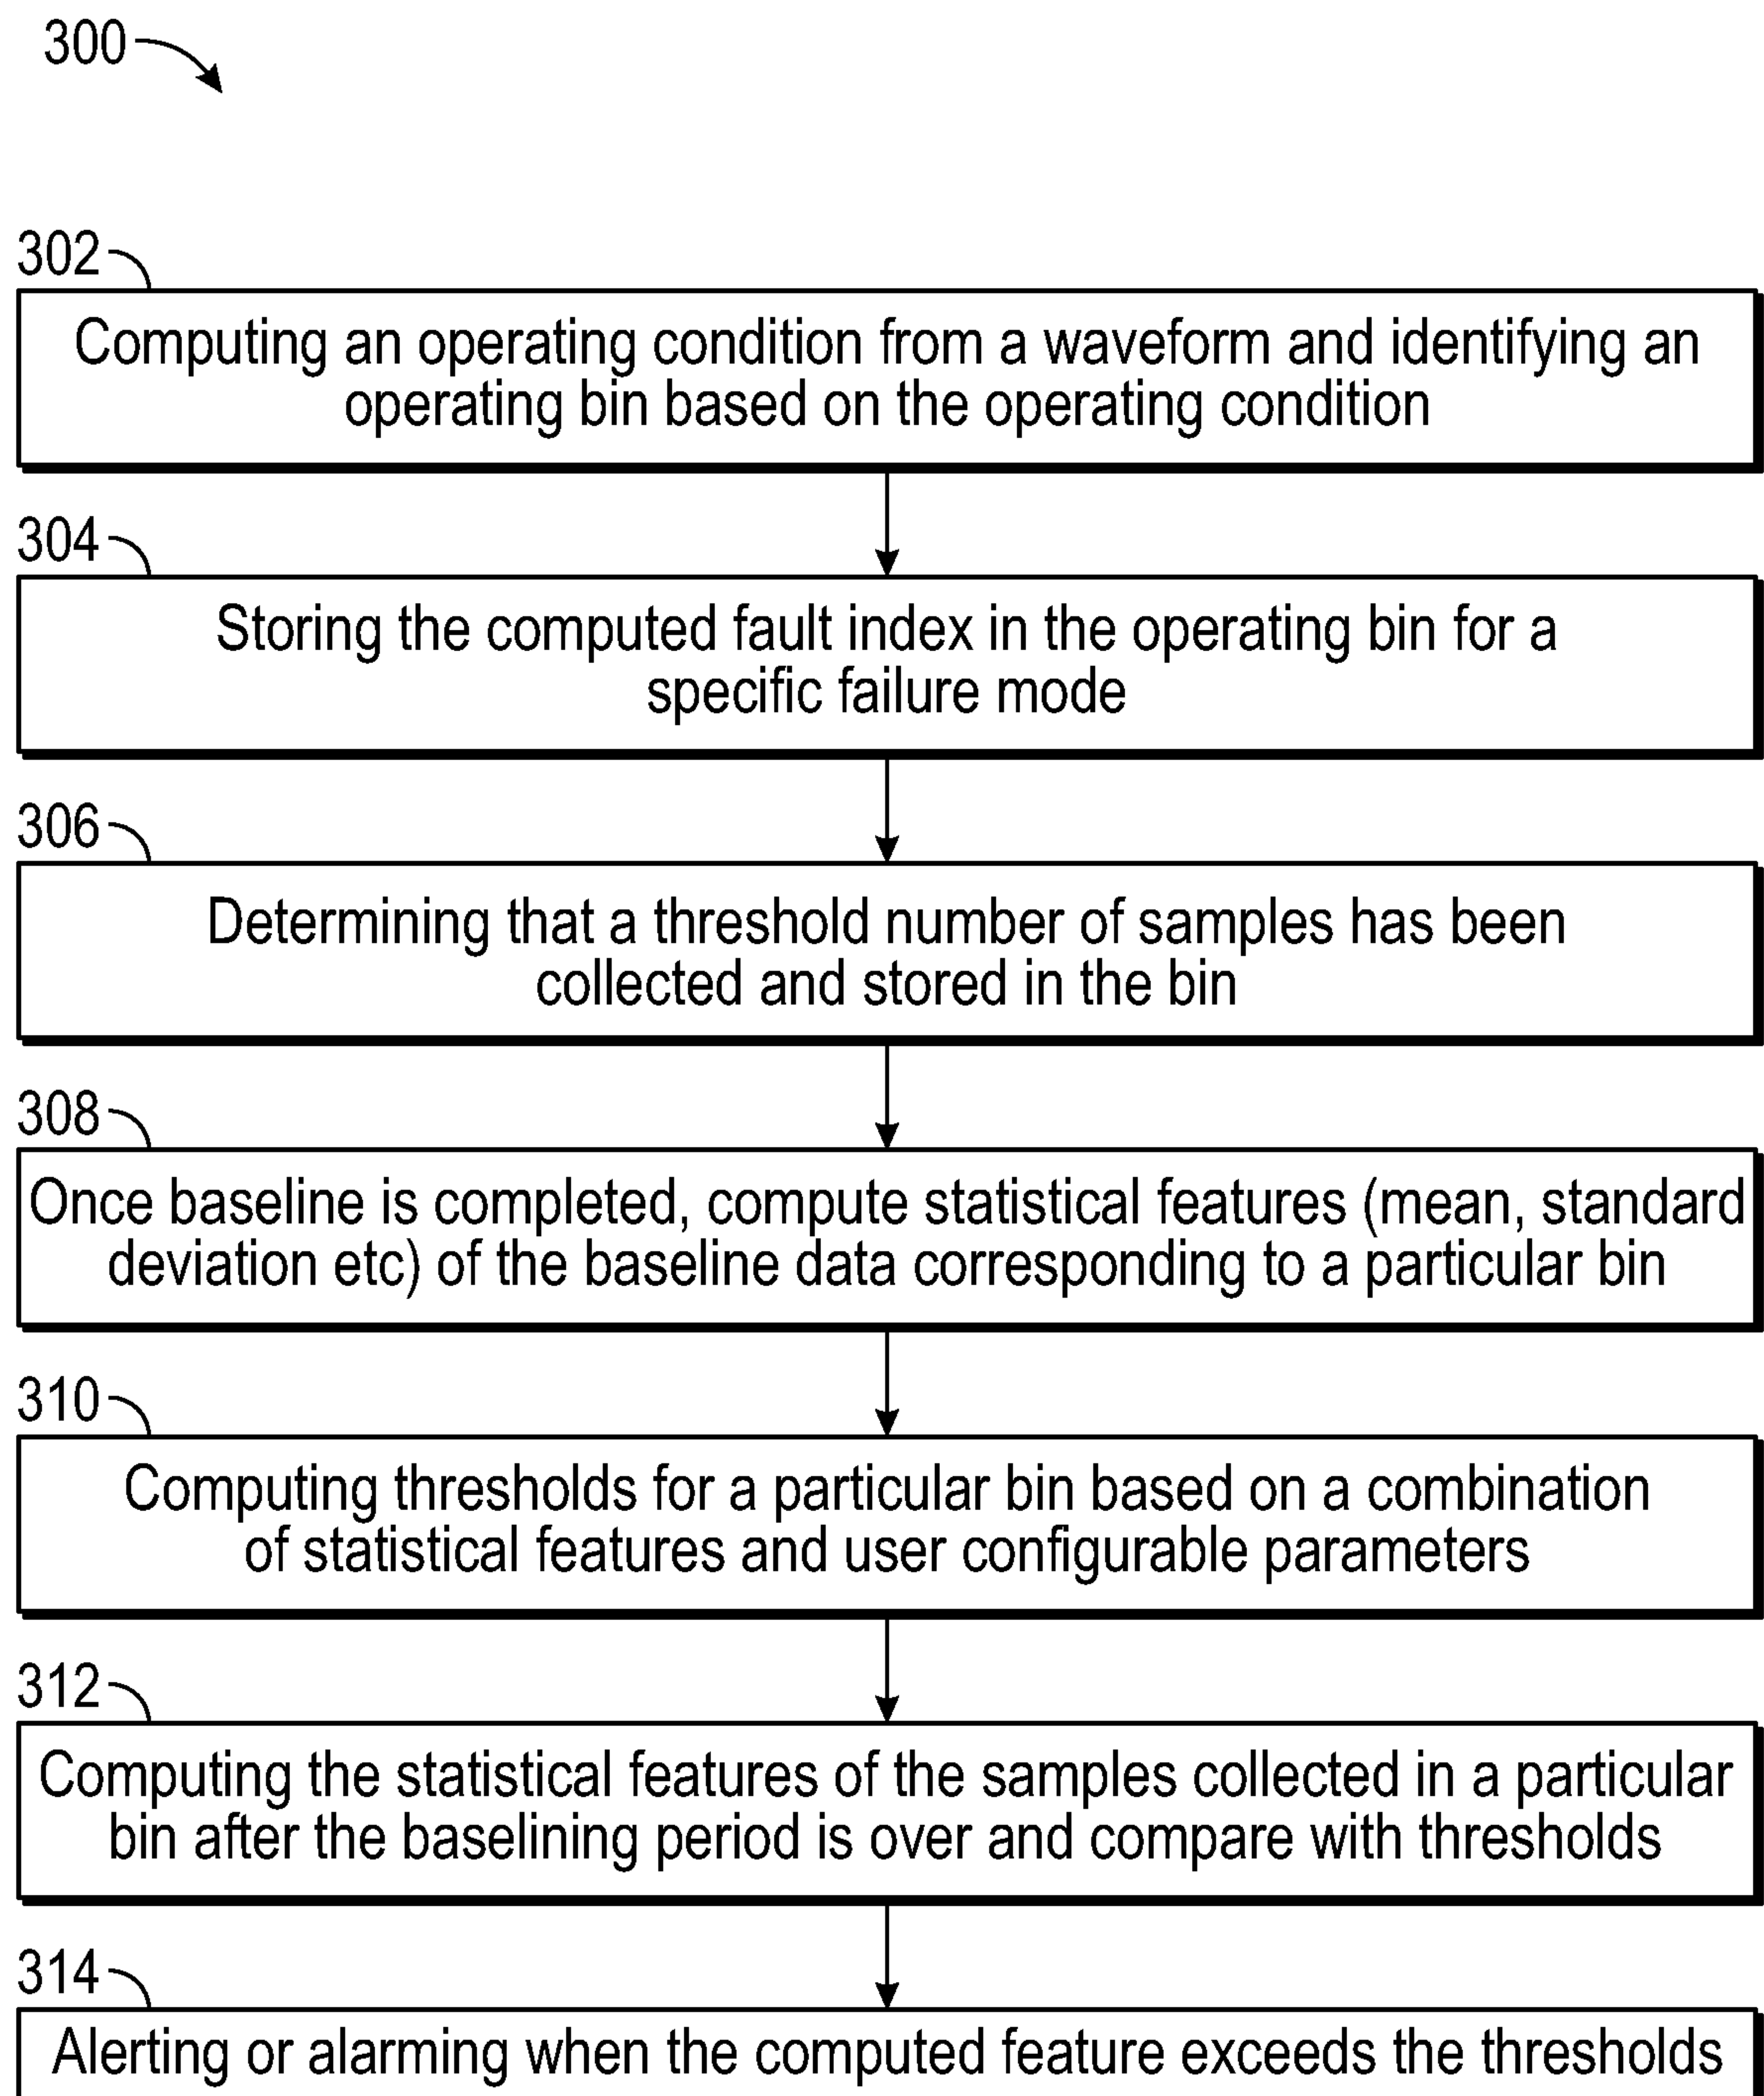 300
302
Computing an operating condition from a waveform and identifying an
operating bin based on the operating condition
304
Storing the computed fault index in the operating bin for a
specific failure mode
306
Determining that a threshold number of samples has been
collected and stored in the bin
308
Once baseline is completed, compute statistical features (mean, standard
deviation etc) of the baseline data corresponding to a particular bin
310
Computing thresholds for a particular bin based on a combination
of statistical features and user configurable parameters
312
Computing the statistical features of the samples collected in a particular
bin after the baselining period is over and compare with thresholds
314
Alerting or alarming when the computed feature exceeds the thresholds